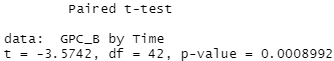 Paired t-test
data:  GPC_B by Time
t = -3.5742, df = 42, p-value = 0.0008992